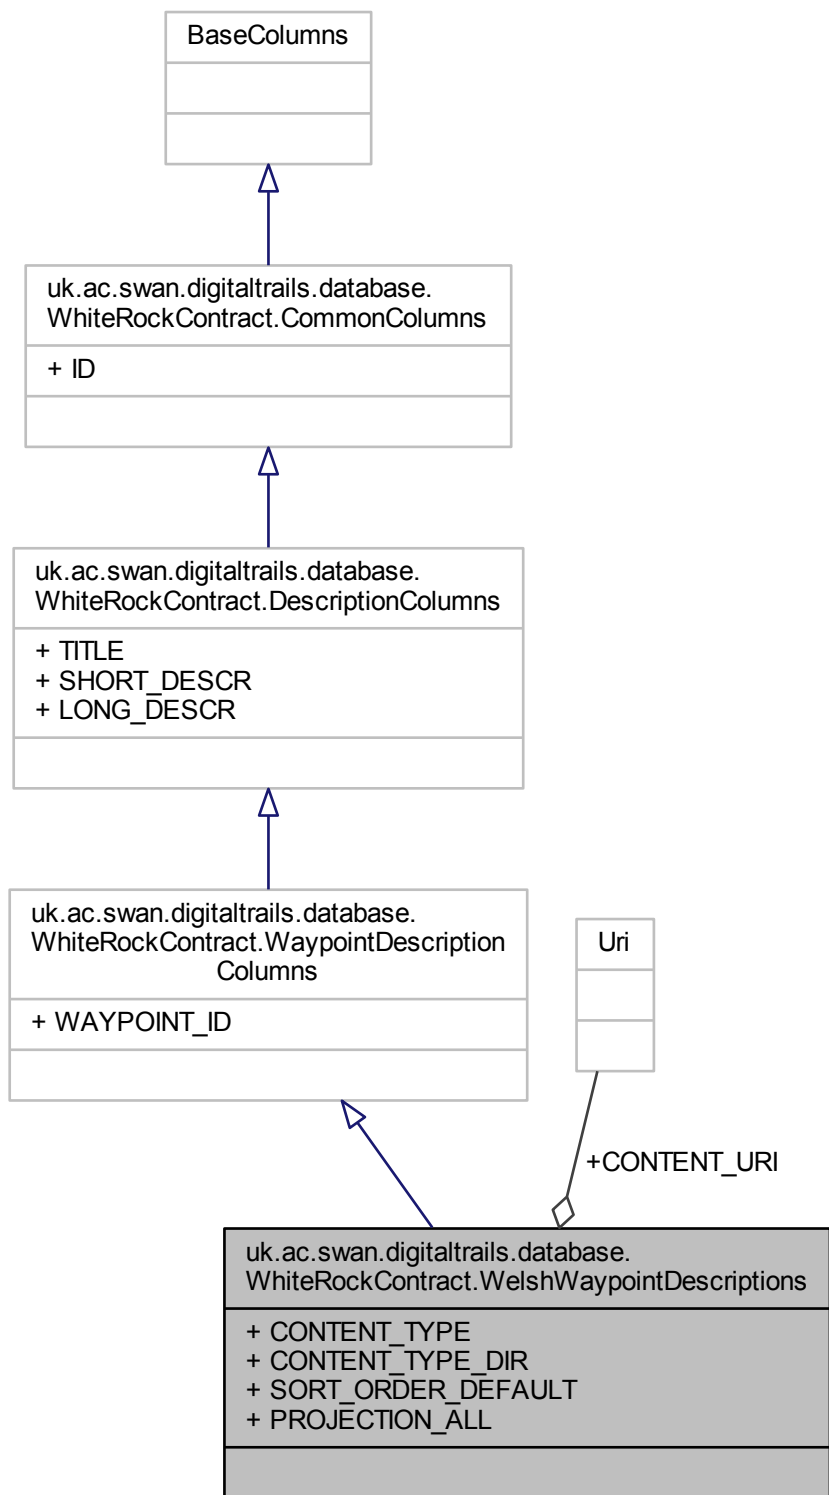 BaseColumns
uk.ac.swan.digitaltrails.database.
WhiteRockContract.CommonColumns
+ ID
uk.ac.swan.digitaltrails.database.
WhiteRockContract.DescriptionColumns
+ TITLE
+ SHORT_DESCR
+ LONG_DESCR
uk.ac.swan.digitaltrails.database.
WhiteRockContract.WaypointDescription
Columns
+ WAYPOINT_ID
Uri
+CONTENT_URI
uk.ac.swan.digitaltrails.database.
WhiteRockContract.WelshWaypointDescriptions
+ CONTENT_TYPE
+ CONTENT_TYPE_DIR
+ SORT_ORDER_DEFAULT
+ PROJECTION_ALL